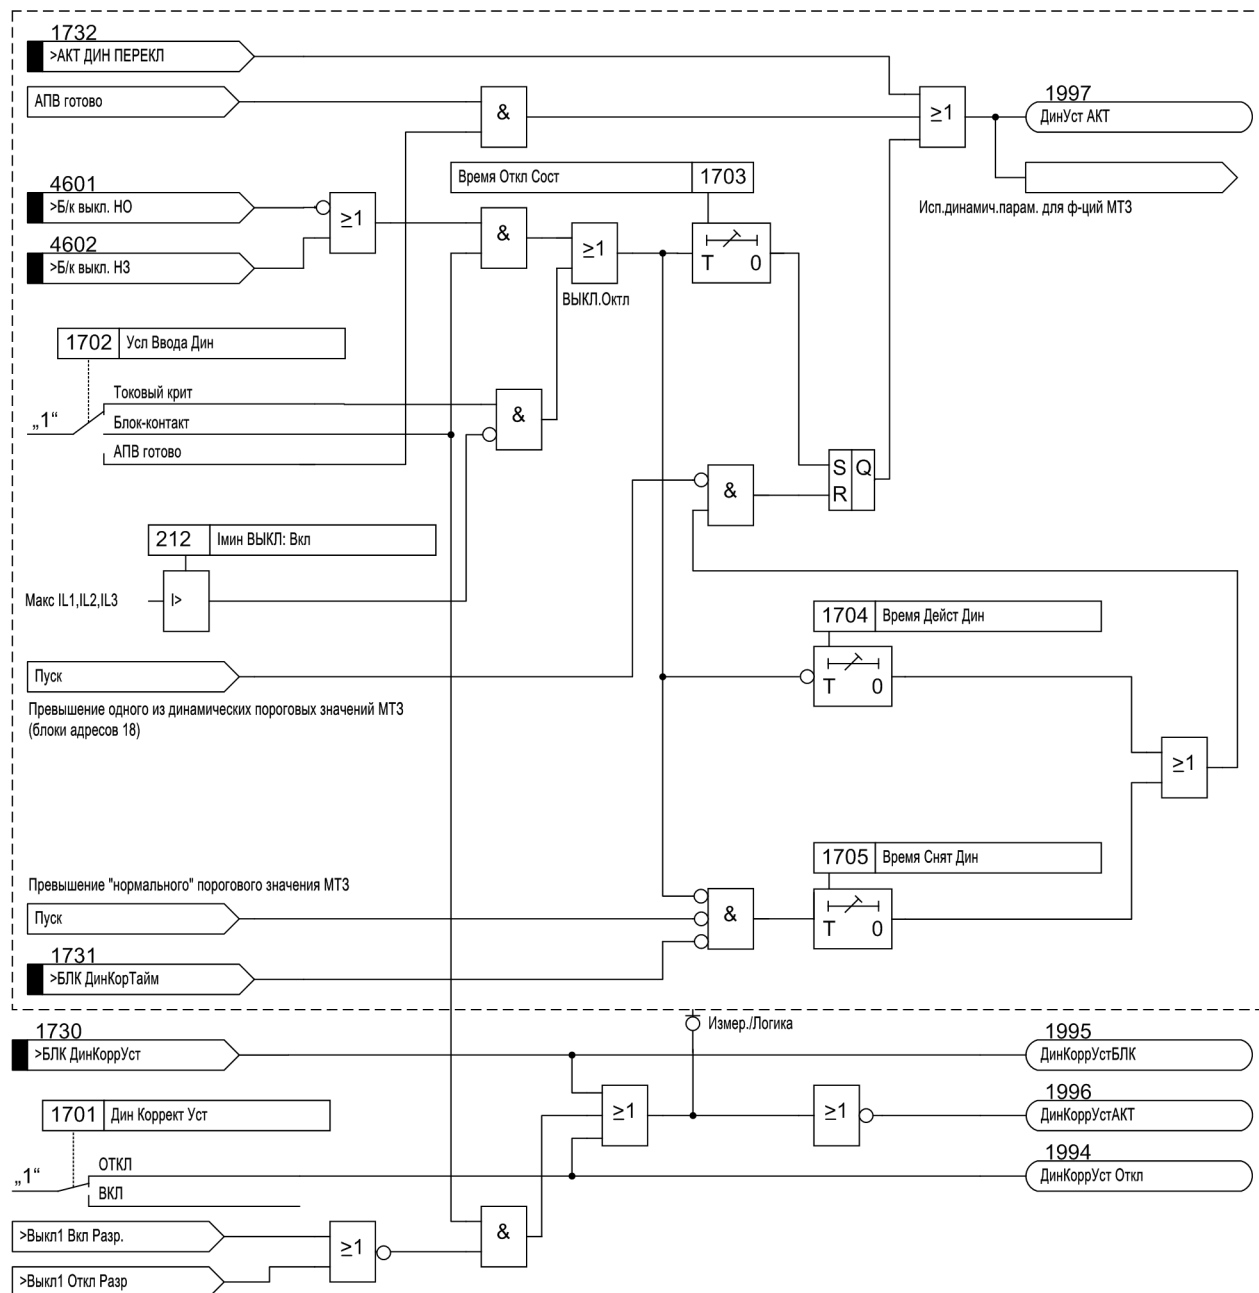 1732
>АКТ ДИН ПЕРЕКЛ
АПВ готово
&
≥1
1997
ДинУст АКТ
Исп.динамич.парам. для ф-ций МТЗ
4601
>Б/к выкл. НО
4602
>Б/к выкл. НЗ
≥1
&
≥1
ВЫКЛ.Октл
Время Откл Сост 1703
T 0
1702 Усл Ввода Дин
„1“
Токовый крит
Блок-контакт
АПВ готово
&
S Q
R
&
212 Iмин ВЫКЛ: Вкл
Макс IL1,IL2,IL3
I>
1704 Время Дейст Дин
T 0
Пуск
Превышение одного из динамических пороговых значений МТЗ
(блоки адресов 18)
≥1
1705 Время Снят Дин
T 0
Превышение "нормального" порогового значения МТЗ
Пуск
&
1731
>БЛК ДинКорТайм
Измер./Логика
1730
>БЛК ДинКоррУст
1995
ДинКоррУстБЛК
≥1
≥1
1996
ДинКоррУстАКТ
1701 Дин Коррект Уст
„1“
ОТКЛ
ВКЛ
1994
ДинКоррУст Откл
>Выкл1 Вкл Разр.
≥1
&
>Выкл1 Откл Разр